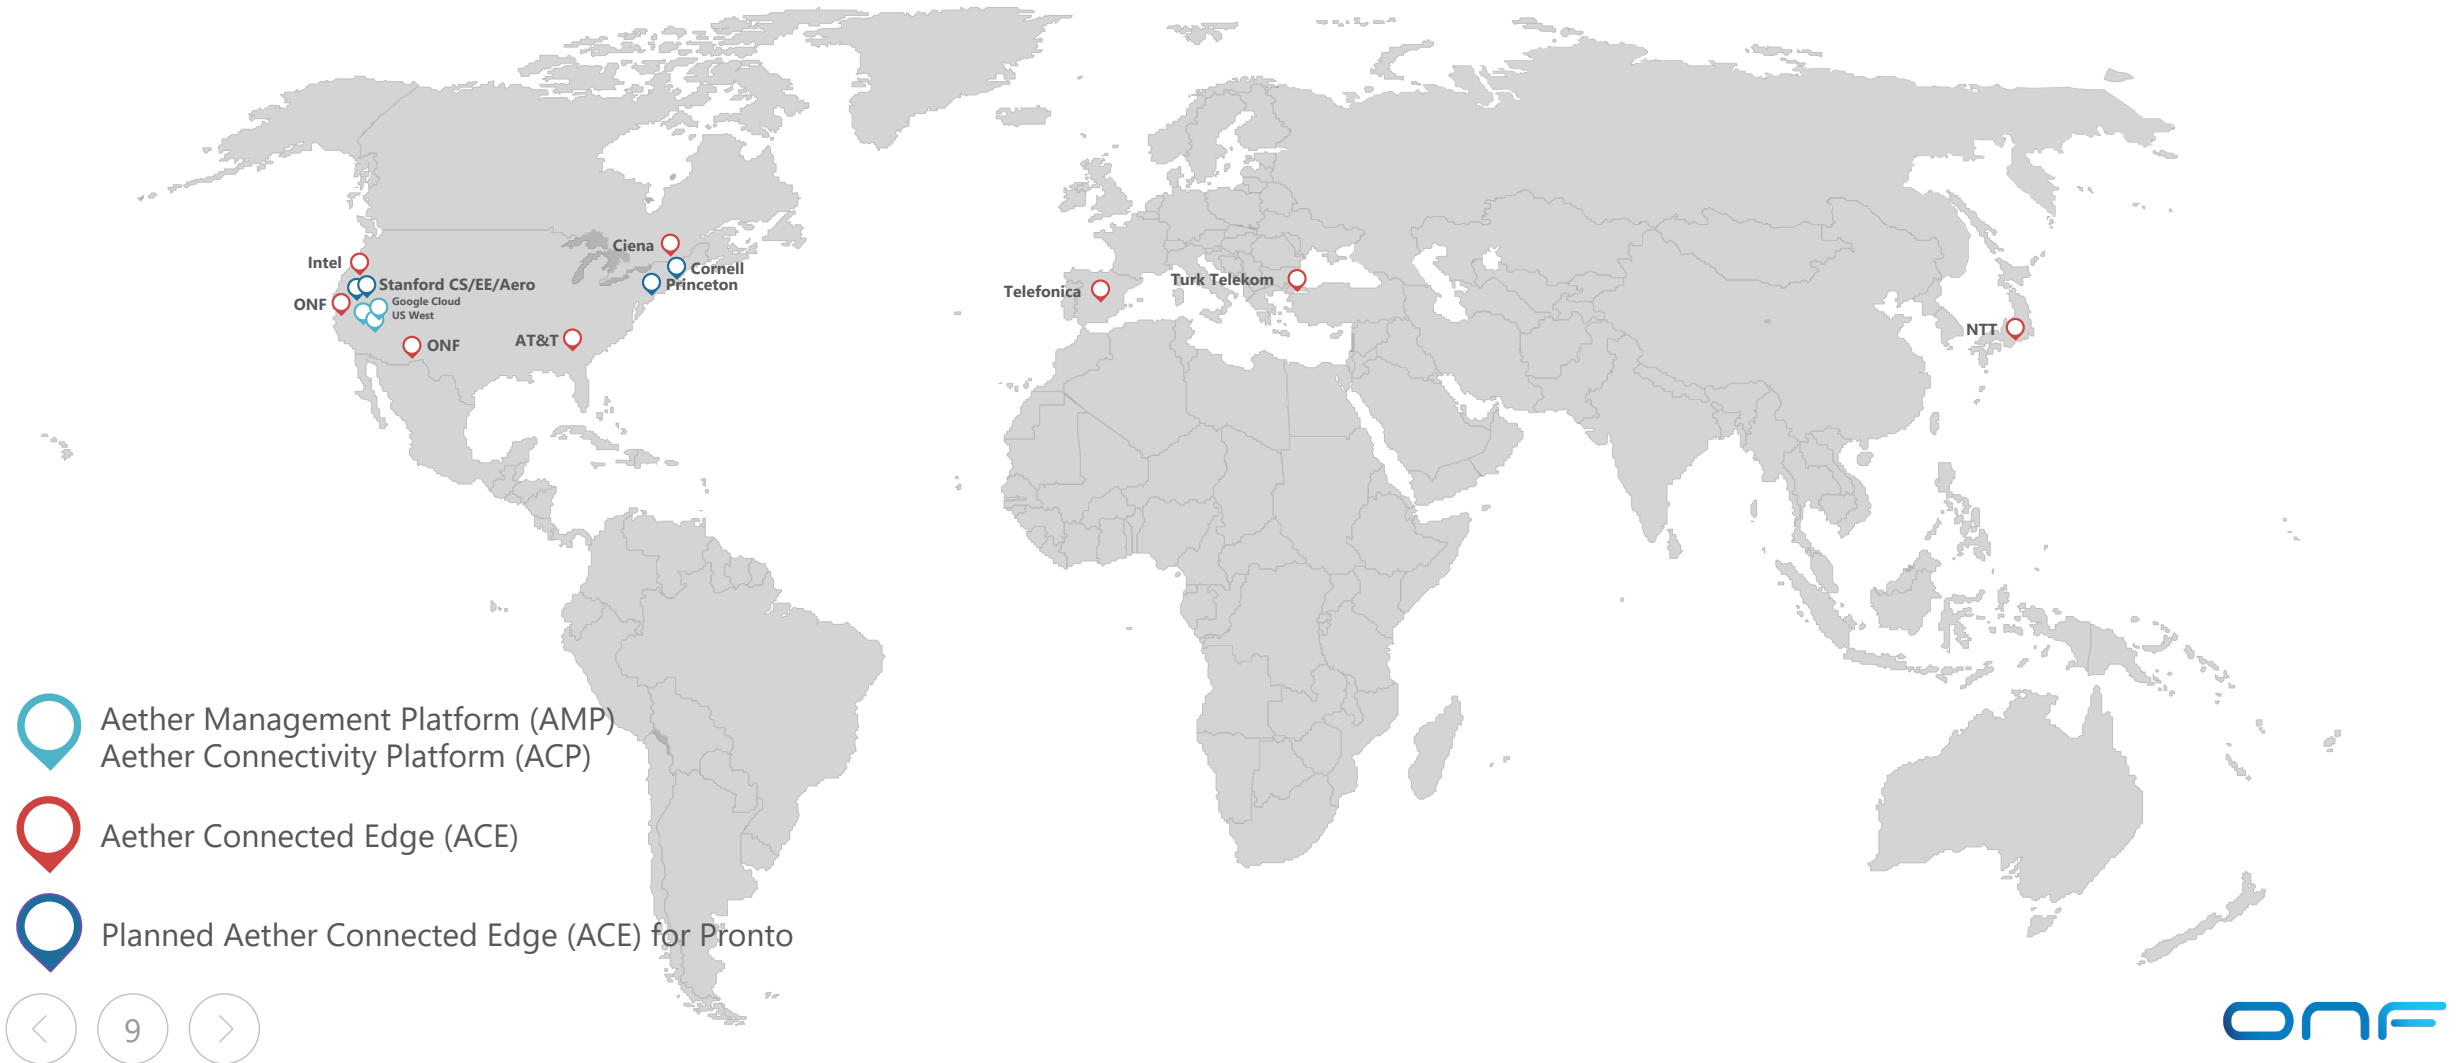 Ciena
Intel
Cornell
Stanford CS/EE/Aero
Princeton
Google Cloud
US West
ONF
AT&T
ONF
Turk Telekom
Telefonica
NTT
Aether Management Platform (AMP)
Aether Connectivity Platform (ACP)
Aether Connected Edge (ACE)
Planned Aether Connected Edge (ACE) for Pronto
9
ONF